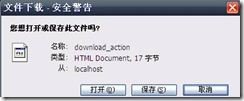 文件下载 - 安全警告
您想打开或保存此文件吗?
名称: download_action
类型: HTML Document, 17 字节
从: localhost
打开(O) 保存(S) 取消